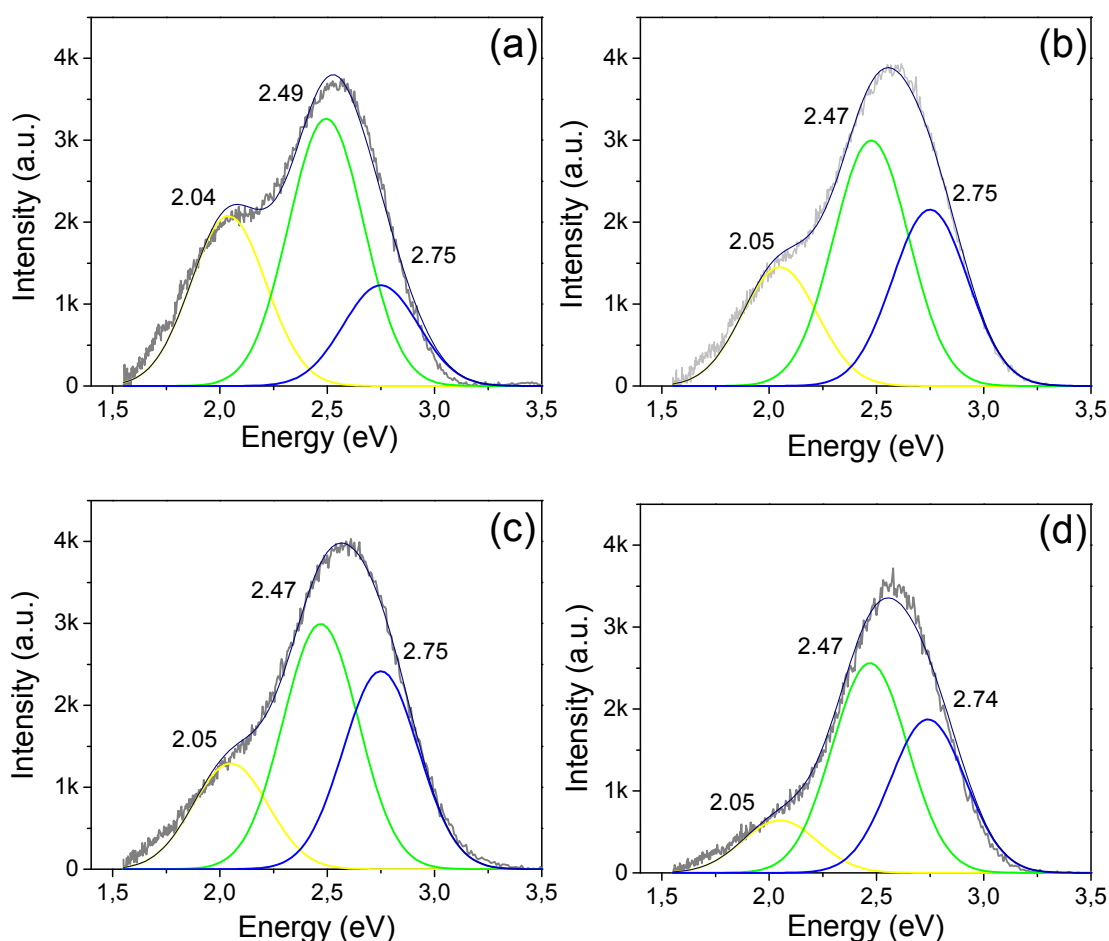 (a)
4k
3k
2k
1k
0
Intensity (a.u.)
2.04
2.49
2.75
1,5 2,0 2,5 3,0 3,5
Energy (eV)
(b)
4k
3k
2k
1k
0
Intensity (a.u.)
2.05
2.47
2.75
1,5 2,0 2,5 3,0 3,5
Energy (eV)
(c)
4k
3k
2k
1k
0
Intensity (a.u.)
2.05
2.47
2.75
1,5 2,0 2,5 3,0 3,5
Energy (eV)
(d)
4k
3k
2k
1k
0
Intensity (a.u.)
2.05
2.47
2.74
1,5 2,0 2,5 3,0 3,5
Energy (eV)